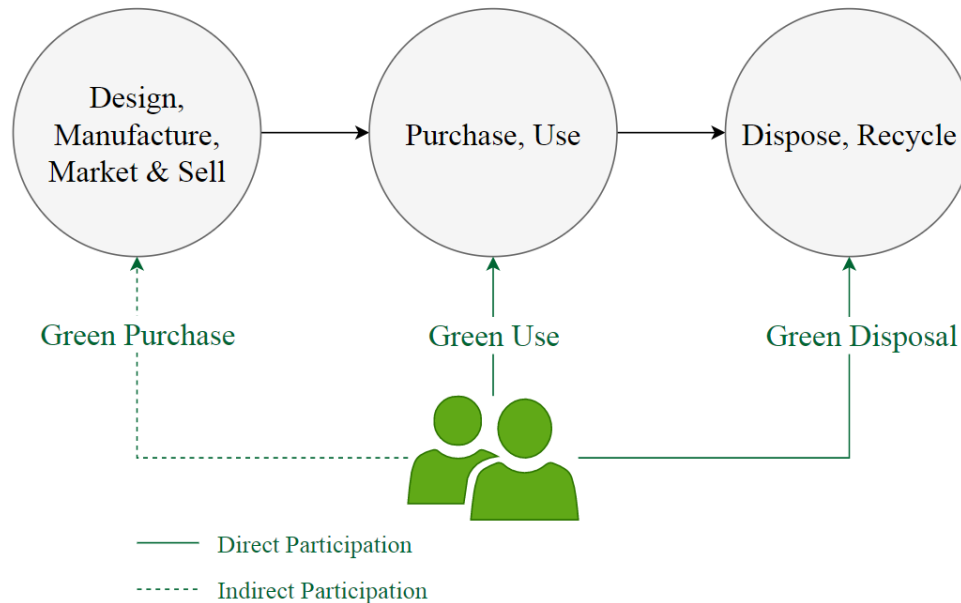 Design,
Manufacture,
Market & Sell
Purchase, Use
Dispose, Recycle
Green Purchase
Green Use
Green Disposal
Direct Participation
Indirect Participation